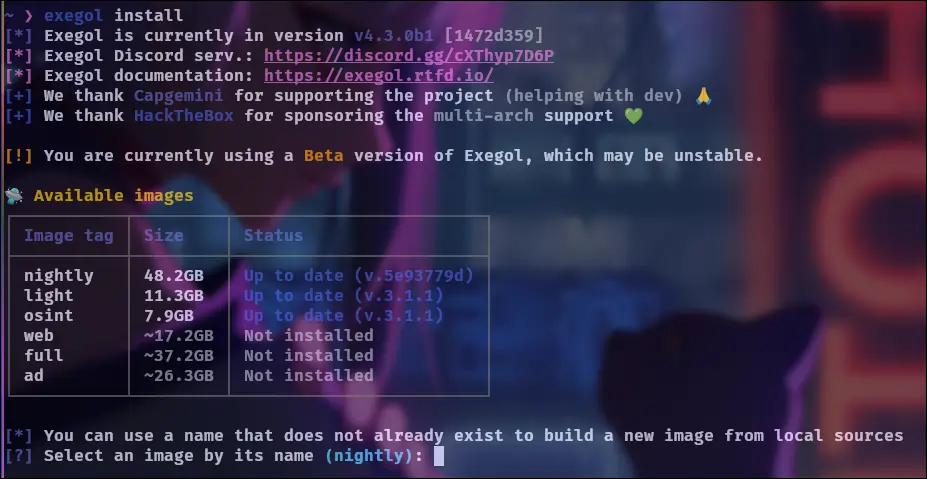 ~ ❯ exegol install
[*] Exegol is currently in version v4.3.0b1 [1472d359]
[*] Exegol Discord serv.: https://discord.gg/cXThyp7D6P
[*] Exegol documentation: https://exegol.rtfd.io/
[+] We thank Capgemini for supporting the project (helping with dev) 🙏
[+] We thank HackTheBox for sponsoring the multi-arch support 💚
[!] You are currently using a Beta version of Exegol, which may be unstable.
🛸 Available images
Image tag Size Status
nightly 48.2GB Up to date (v.5e93779d)
light 11.3GB Up to date (v.3.1.1)
osint 7.9GB Up to date (v.3.1.1)
web ~17.2GB Not installed
full ~37.2GB Not installed
ad ~26.3GB Not installed
[*] You can use a name that does not already exist to build a new image from local sources
[?] Select an image by its name (nightly):